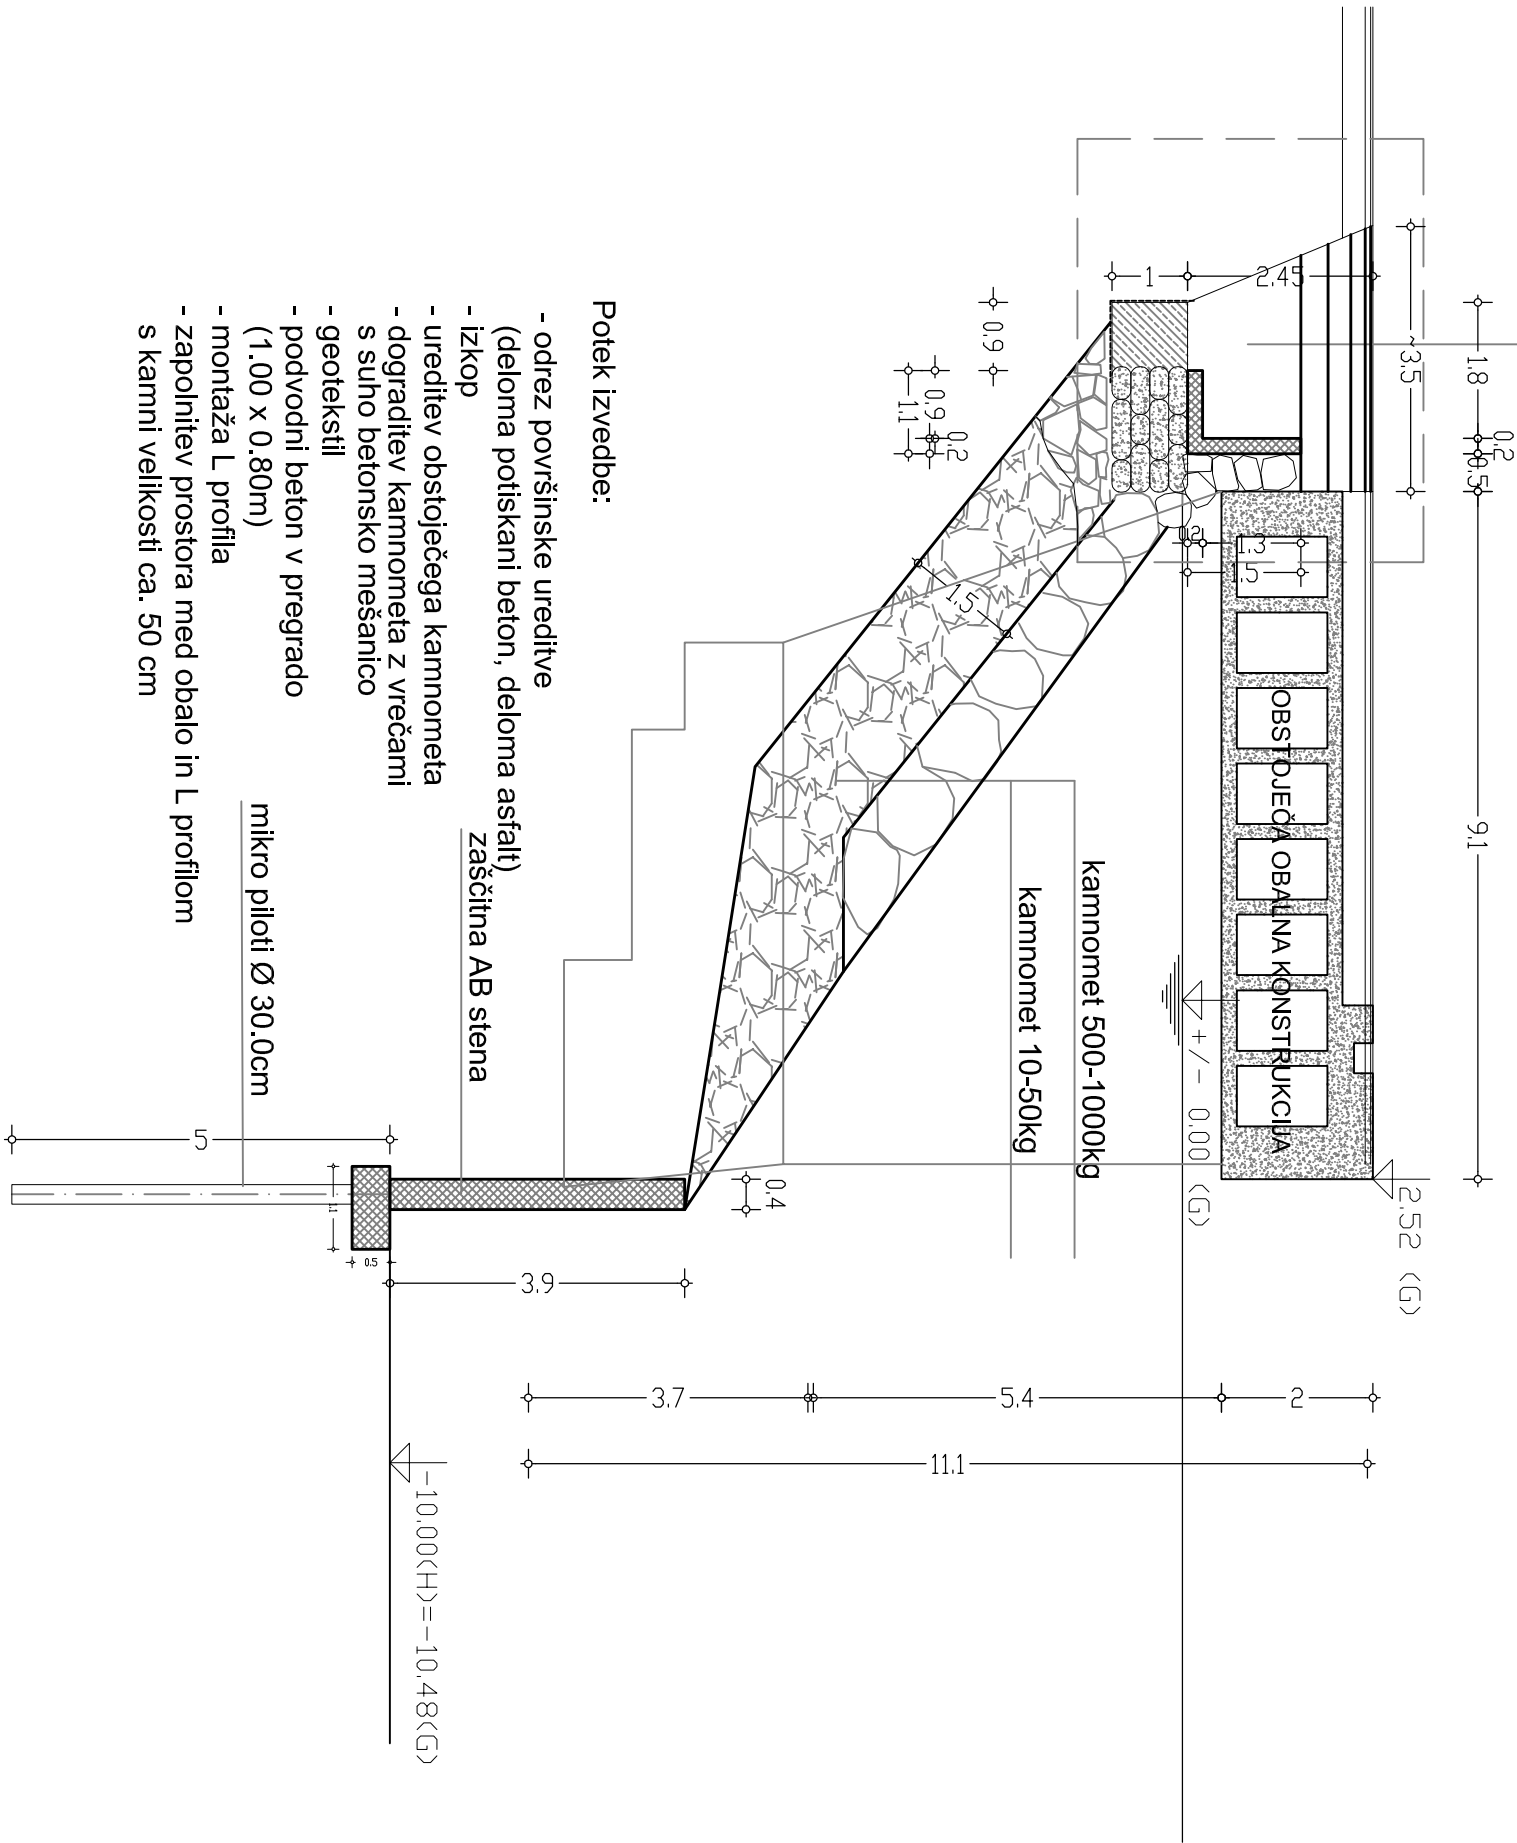 1.8
0.2
0.5
9.1
~3.5
2.52 (G)
2.45
1
1.3
0.2
1.5
OBSTOJEČA OBALNA KONSTRUKCIJA
2
+/- 0.00 (G)
kamnomet 500-1000kg
kamnomet 10-50kg
0.9
0.9
0.2
1.1
1.5
5.4
11.1
3.7
0.4
3.9
Potek izvedbe:
- odrez površinske ureditve
(deloma potiskani beton, deloma asfalt)
- izkop
- ureditev obstoječega kamnometa
- dograditev kamnometa z vrečami
s suho betonsko mešanico
- geotekstil
- podvodni beton v pregrado
(1.00 x 0.80m)
- montaža L profila
- zapolnitev prostora med obalo in L profilom
s kamni velikosti ca. 50 cm
zaščitna AB stena
mikro piloti Ø 30.0cm
-10.00(H)=-10.48(G)
0.5
1.1
5